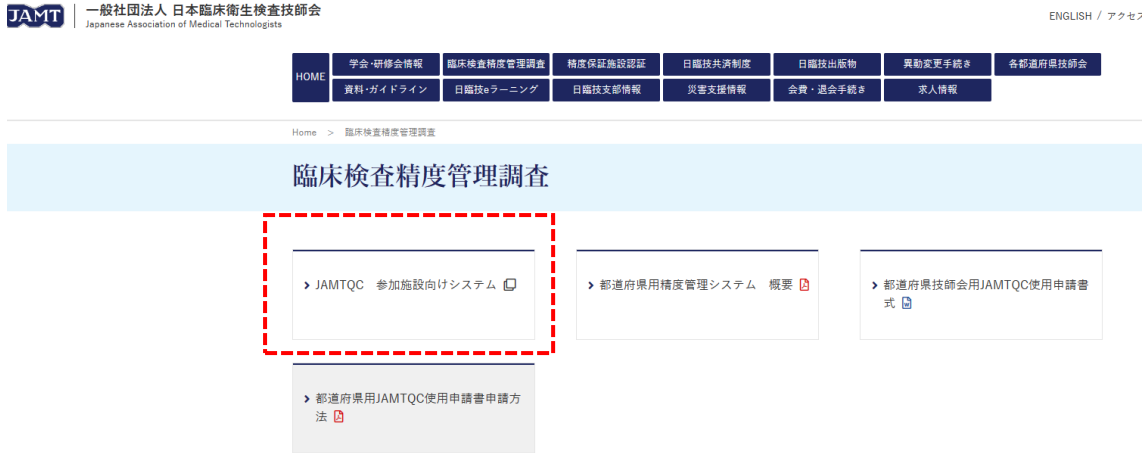 JAMT
一般社団法人 日本臨床衛生検査技師会
Japanese Association of Medical Technologists
ENGLISH / アクセス
HOME
学会・研修会情報 臨床検査精度管理調査 精度保証施設認証 日臨技共済制度 日臨技出版物 異動変更手続き 各都道府県技師会
資料・ガイドライン 日臨技eラーニング 日臨技支部情報 災害支援情報 会費・退会手続き 求人情報
Home > 臨床検査精度管理調査
臨床検査精度管理調査
JAMTQC 参加施設向けシステム
都道府県用精度管理システム 概要
都道府県技師会用JAMTQC使用申請書
式
都道府県用JAMTQC使用申請書申請方
法